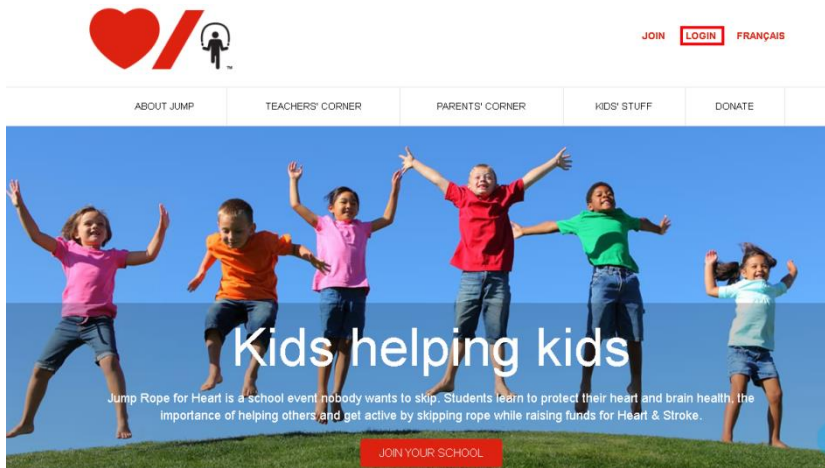 JOIN LOGIN FRANÇAIS
ABOUT JUMP TEACHERS' CORNER PARENTS' CORNER KIDS' STUFF DONATE
Kids helping kids
Jump Rope for Heart is a school event nobody wants to skip. Students learn to protect their heart and brain health, the
importance of helping others and get active by skipping rope while raising funds for Heart & Stroke.
JOIN YOUR SCHOOL